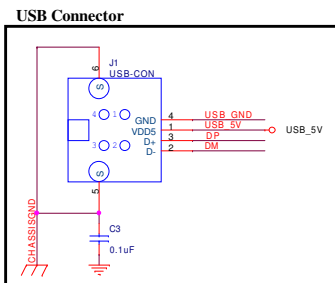 USB Connector
6
J1
USB-CON
S
4 1
3 2
GND 4 USB_GND
VDD5 1 USB_5V
D+ 3 DP
D- 2 DM
USB_5V
S
5
CHASSISGND
C3
0.1uF